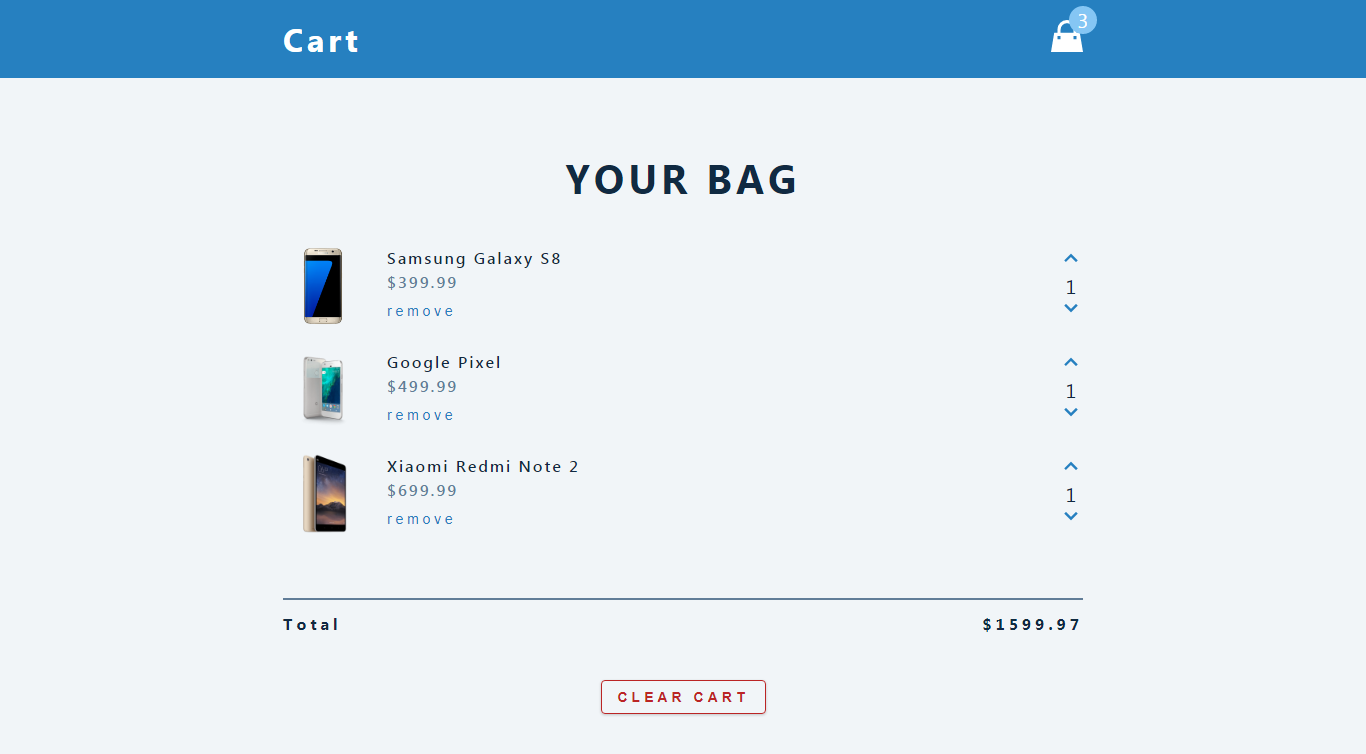 Cart
3
YOUR BAG
Samsung Galaxy S8
$399.99
remove
1
Google Pixel
$499.99
remove
1
Xiaomi Redmi Note 2
$699.99
remove
1
Total $1599.97
CLEAR CART